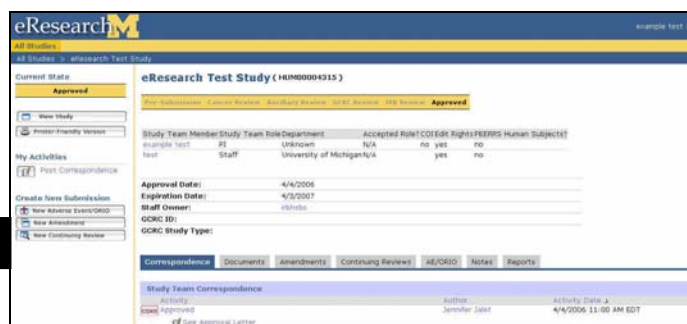 eResearch M
example test
All Studies
All Studies > eResearch Test Study
Current State
Approved
View Study
Printer-Friendly Version
My Activities
Post Correspondence
Create New Submission
New Adverse Event/ORIO
New Amendment
New Continuing Review
eResearch Test Study ( HUM00004315 )
Pre-Submission Cancer Review Ancillary Review GCRC Review IRB Review Approved
Study Team Member Study Team Role Department Accepted Role? COI Edit Rights PEERRS Human Subjects?
example test PI Unknown N/A no yes no
test Staff University of Michigan N/A yes no
Approval Date: 4/4/2006
Expiration Date: 4/3/2007
Staff Owner:
GCRC ID:
GCRC Study Type:
Correspondence Documents Amendments Continuing Reviews AE/ORIO Notes Reports
Study Team Correspondence
Activity Author Activity Date
Approved Jennifer Jalet 4/4/2006 11:00 AM EDT
See Approval Letter